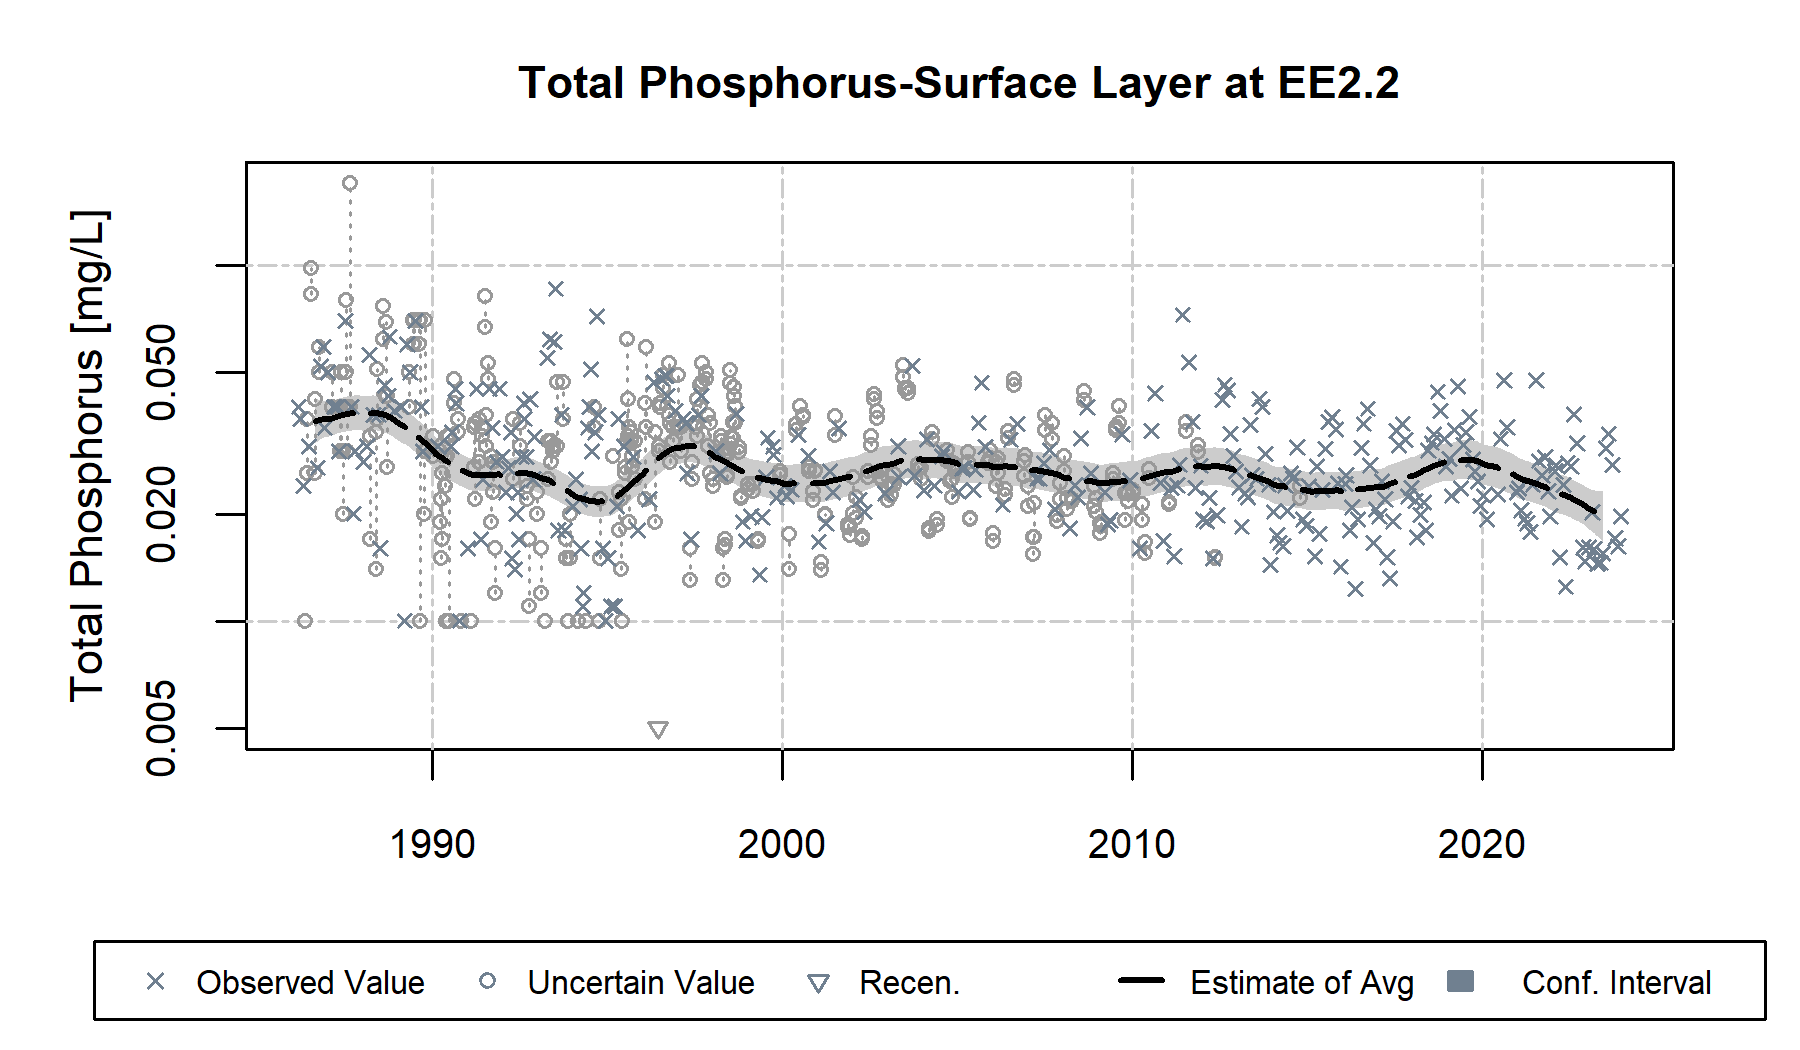 Total Phosphorus-Surface Layer at EE2.2
Total Phosphorus [mg/L]
0.050
0.020
0.005
1990 2000 2010 2020
Observed Value Uncertain Value Recen. Estimate of Avg Conf. Interval